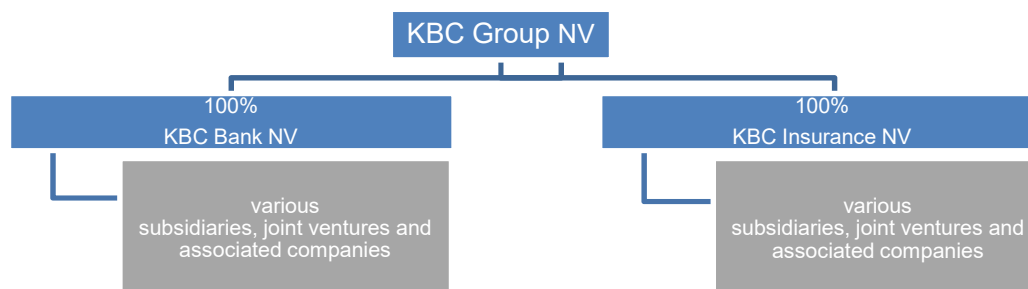 KBC Group NV
100%
KBC Bank NV
100%
KBC Insurance NV
various
subsidiaries, joint ventures and
associated companies
various
subsidiaries, joint ventures and
associated companies